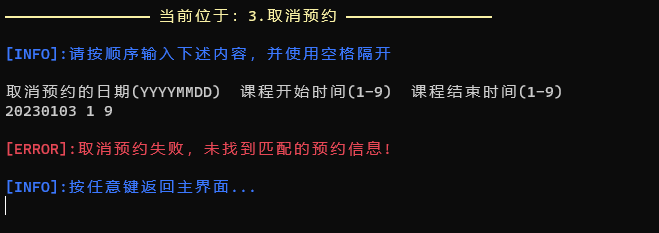 ━━━━━━━━━━━━━━━━ 当前位于: 3.取消预约 ━━━━━━━━━━━━━━━━
[INFO]:请按顺序输入下述内容, 并使用空格隔开
取消预约的日期(YYYYMMDD)  课程开始时间(1-9)  课程结束时间(1-9)
20230103 1 9
[ERROR]:取消预约失败, 未找到匹配的预约信息!
[INFO]:按任意键返回主界面...